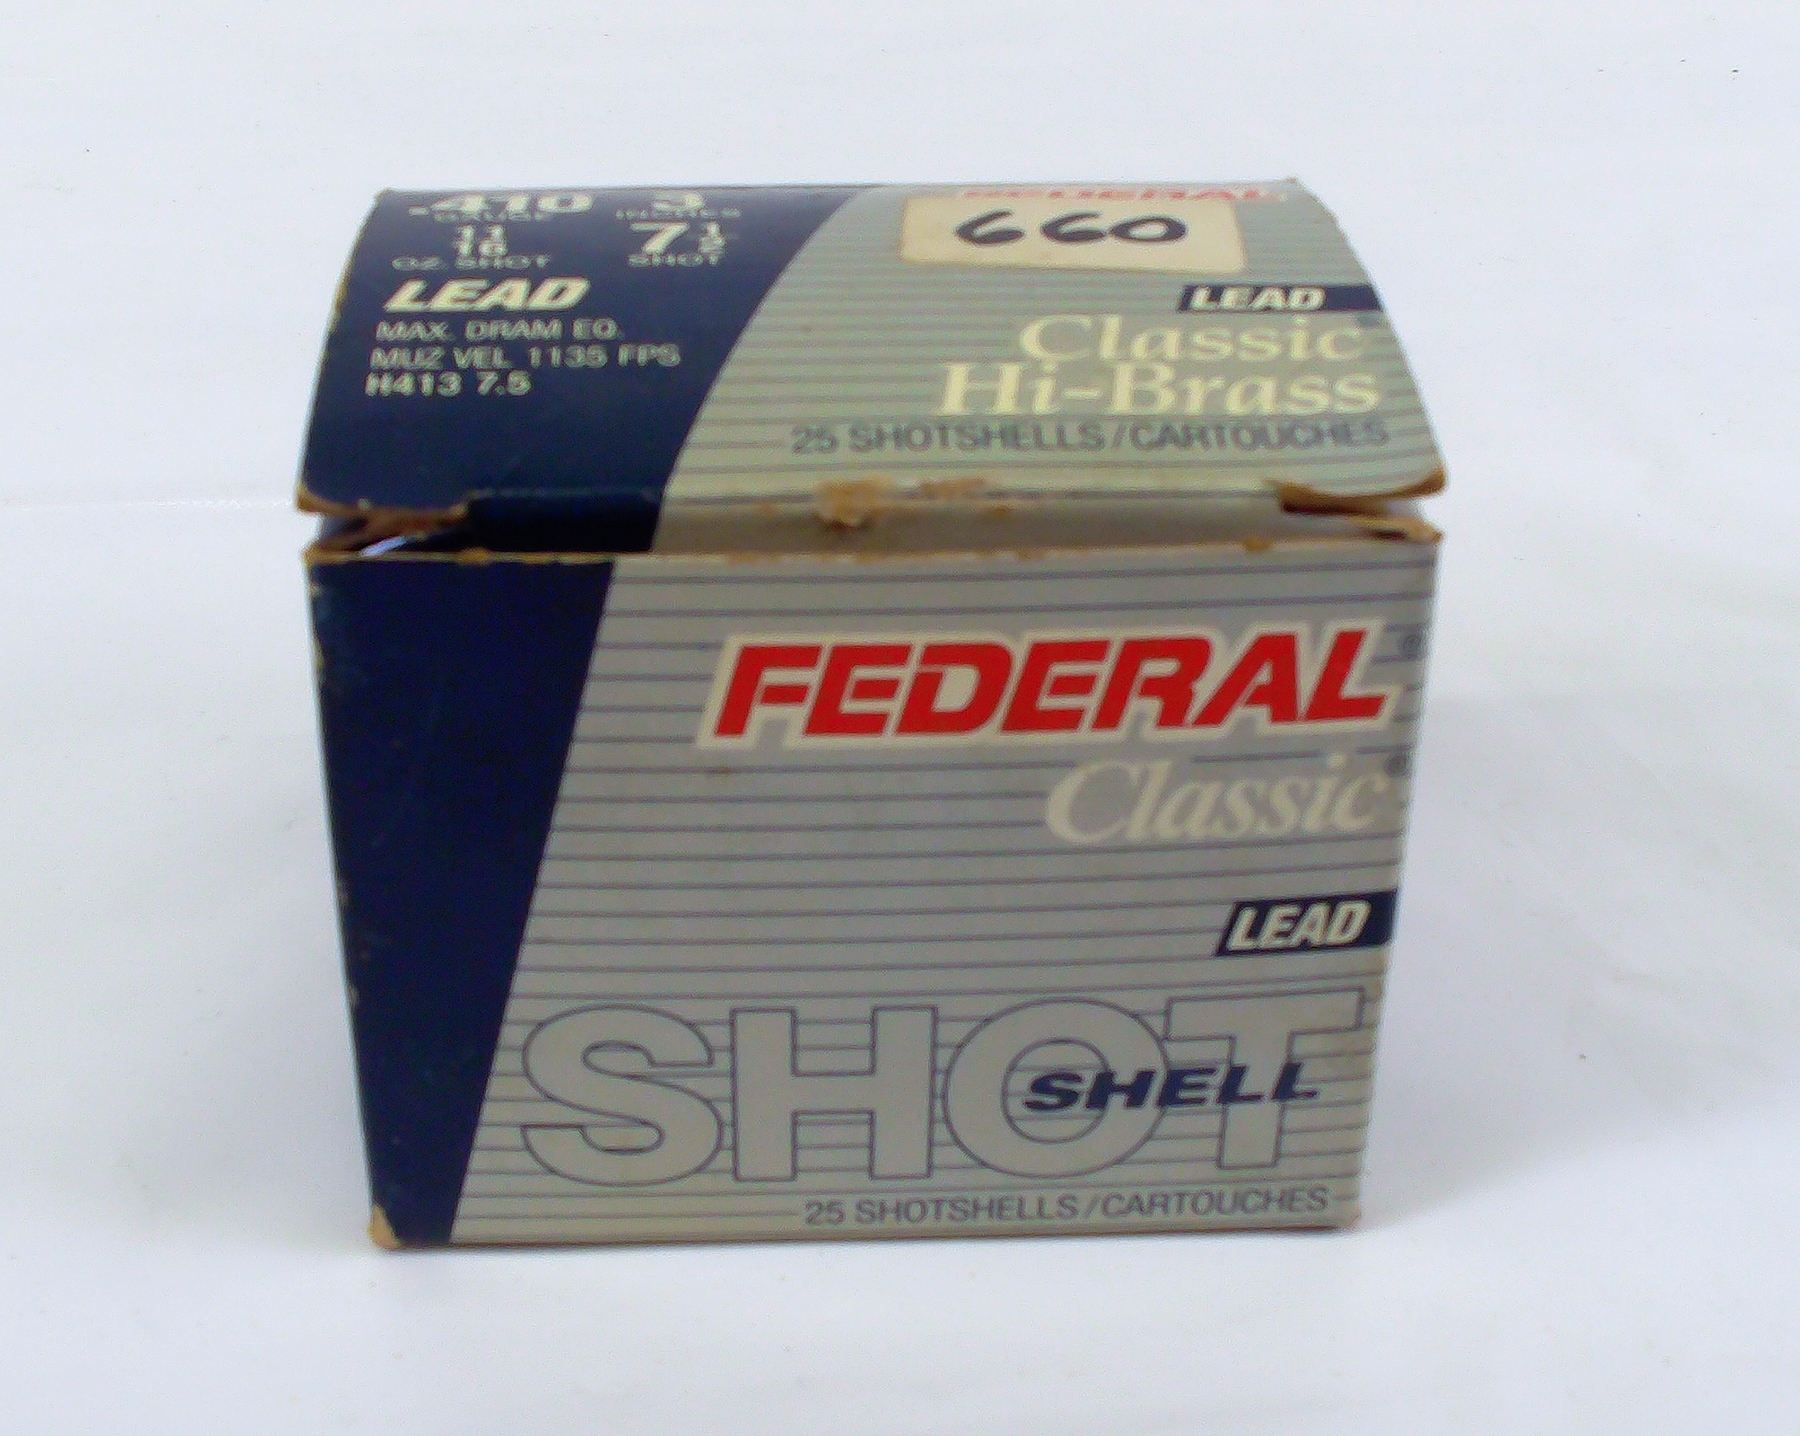 .410 3
GAUGE INCHES
11/16 7 1/2
OZ. SHOT SHOT
LEAD
MAX. DRAM EQ.
MUZ VEL 1135 FPS
H413 7.5
FEDERAL
660
LEAD
Classic
Hi-Brass
25 SHOTSHELLS/CARTOUCHES
FEDERAL®
Classic®
LEAD
SHOT
SHELL
25 SHOTSHELLS/CARTOUCHES